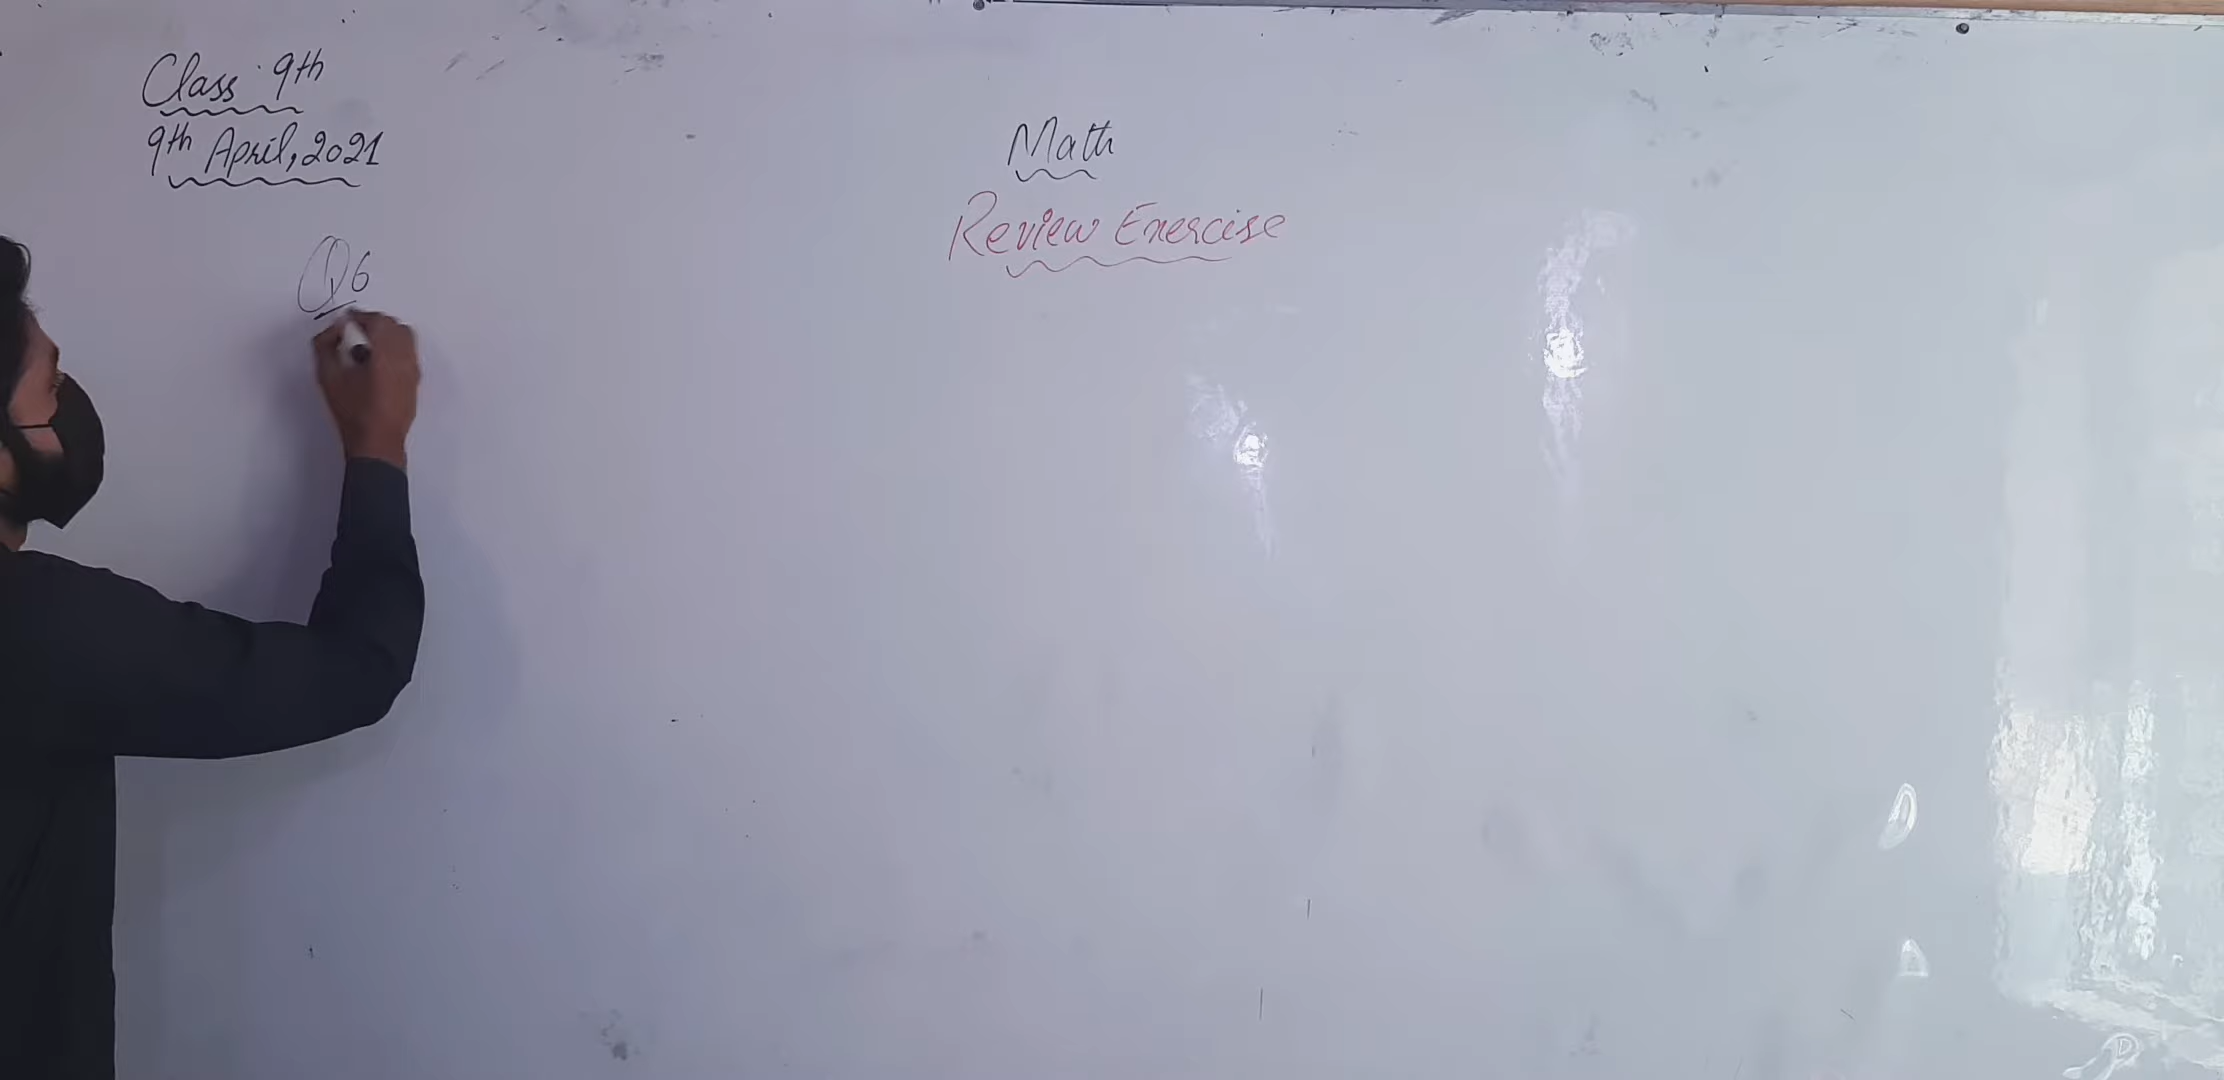 Class 9th
9th April, 2021
Math
Review Exercise
Q6